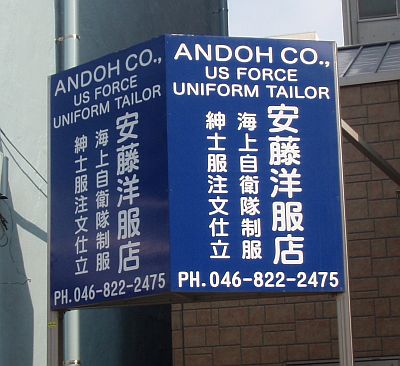 ANDOH CO.,
US FORCE
UNIFORM TAILOR
安藤洋服店
海上自衛隊制服
紳士服注文仕立
PH. 046-822-2475
ANDOH CO.,
US FORCE
UNIFORM TAILOR
安藤洋服店
海上自衛隊制服
紳士服注文仕立
PH. 046-822-2475